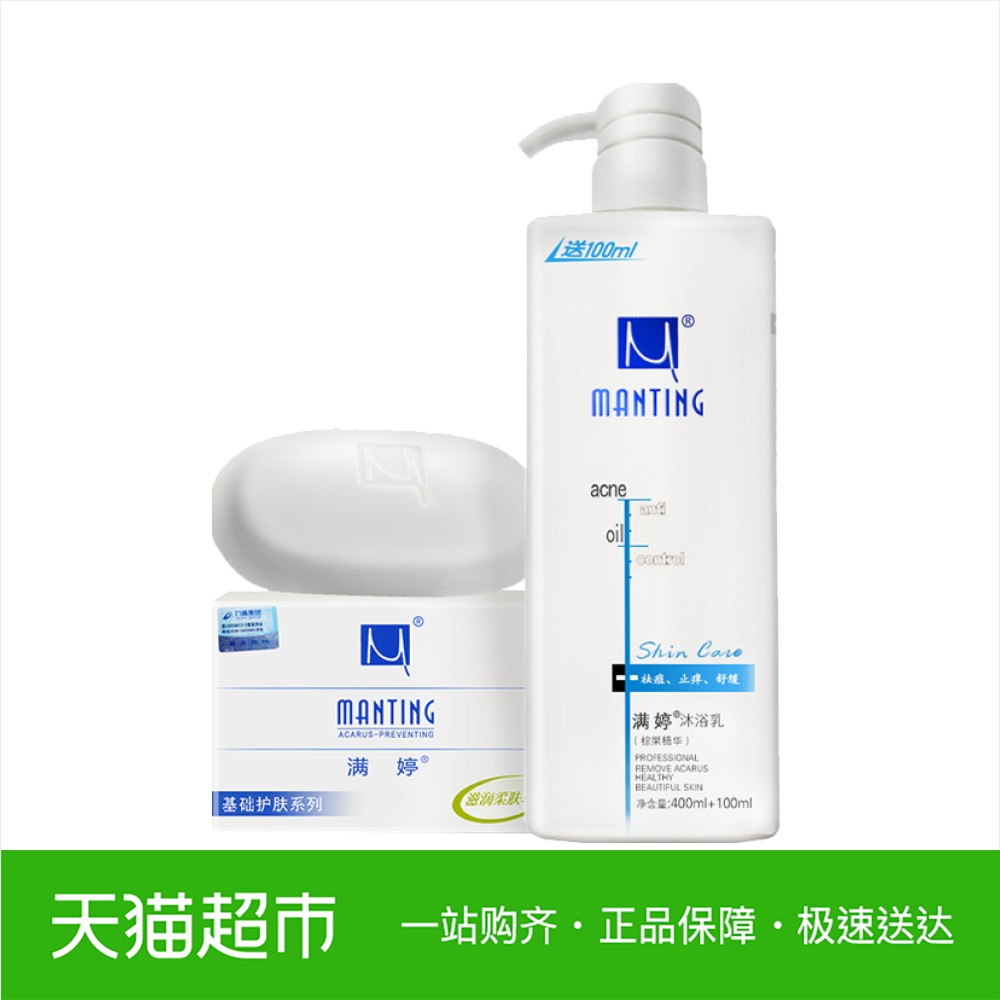 送100ml
®
MANTING
acne
anti
oil
control
Skin Care
祛痘、止痒、舒缓
满婷®沐浴乳
(棕果精华)
PROFESSIONAL
REMOVE ACARUS
HEALTHY
BEAUTIFUL SKIN
净含量:400ml+100ml
®
MANTING
ACARUS-PREVENTING
满婷®
基础护肤系列
滋润柔肤
天猫超市
一站购齐·正品保障·极速送达